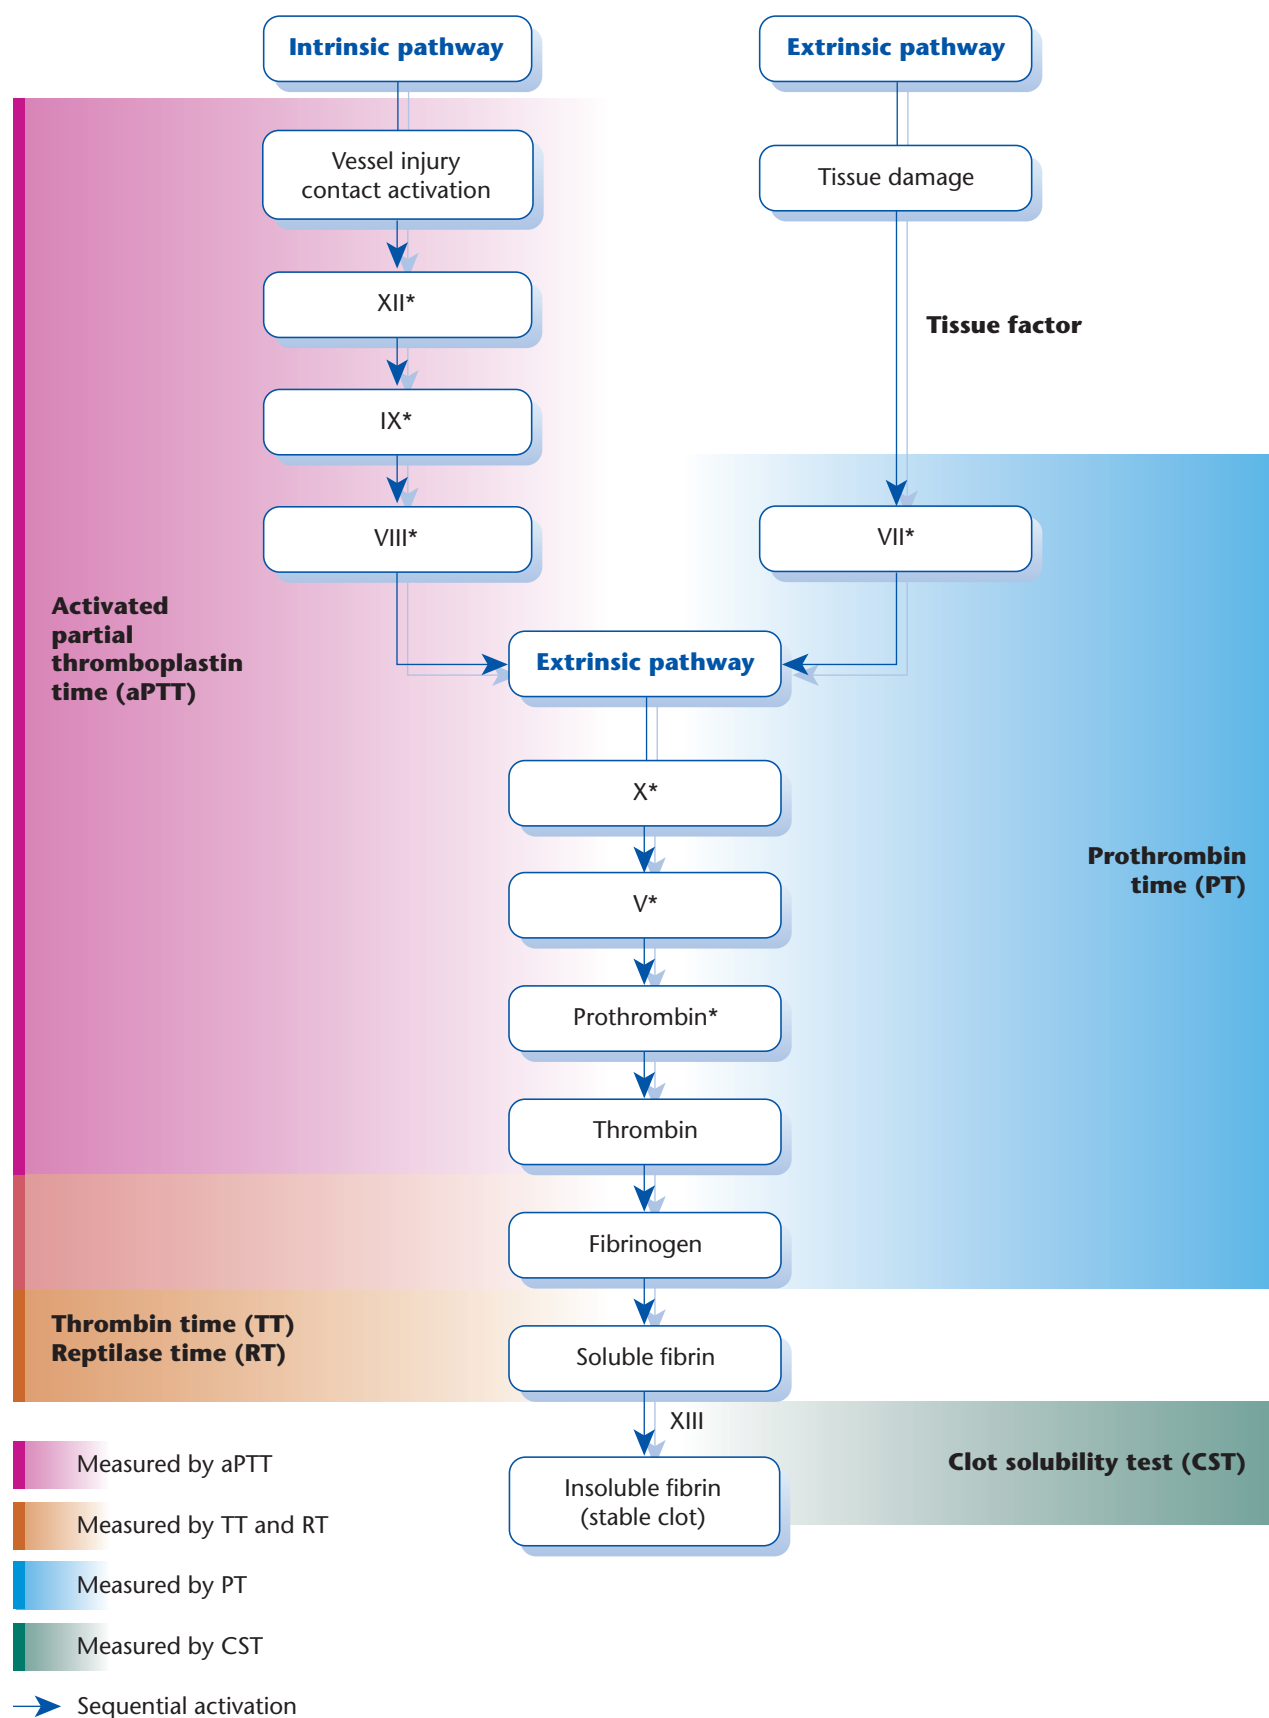 Intrinsic pathway
Extrinsic pathway
Vessel injury
contact activation
Tissue damage
XII*
Tissue factor
IX*
VIII*
VII*
Activated
partial
thromboplastin
time (aPTT)
Extrinsic pathway
X*
Prothrombin
time (PT)
V*
Prothrombin*
Thrombin
Fibrinogen
Thrombin time (TT)
Reptilase time (RT)
Soluble fibrin
XIII
Clot solubility test (CST)
Insoluble fibrin
(stable clot)
Measured by aPTT
Measured by TT and RT
Measured by PT
Measured by CST
Sequential activation